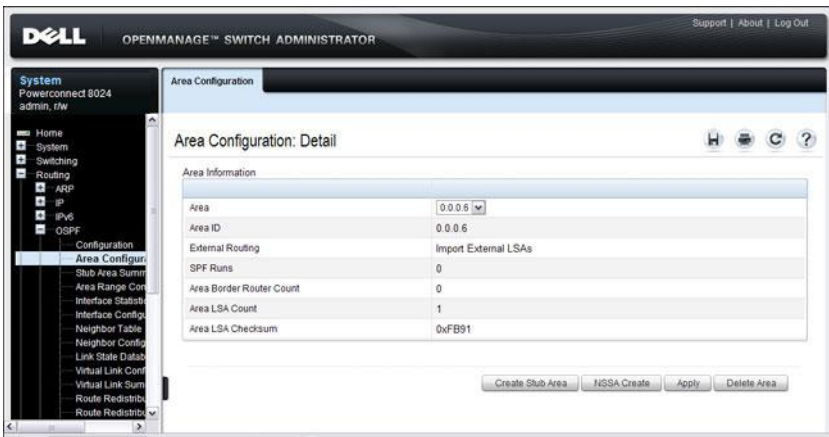 Support | About | Log Out
DELL
OPENMANAGE™ SWITCH ADMINISTRATOR
System
Powerconnect 8024
admin, r/w
Home
System
Switching
Routing
ARP
IP
IPv6
OSPF
Configuration
Area Configur
Stub Area Summ
Area Range Con
Interface Statisti
Interface Configu
Neighbor Table
Neighbor Config
Link State Datab
Virtual Link Conf
Virtual Link Sum
Route Redistribu
Route Redistribu
Area Configuration
Area Configuration: Detail
Area Information
Area 0.0.0.6
Area ID 0.0.0.6
External Routing Import External LSAs
SPF Runs 0
Area Border Router Count 0
Area LSA Count 1
Area LSA Checksum 0xFB91
Create Stub Area NSSA Create Apply Delete Area